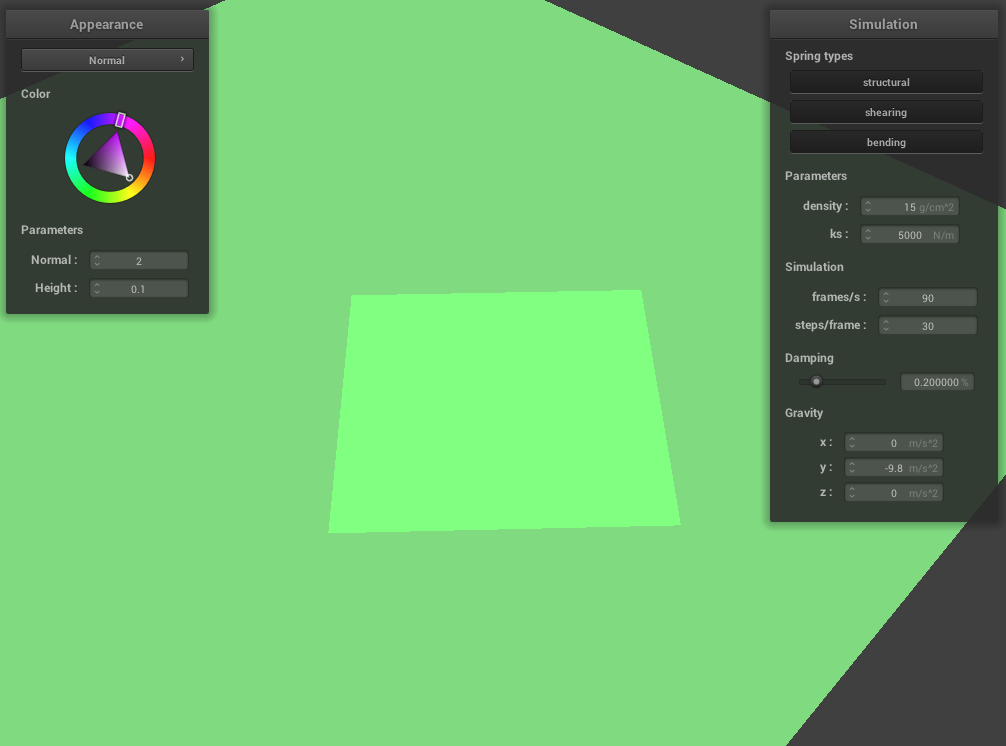 Appearance
Normal
Color
Parameters
Normal : 2
Height : 0.1
Simulation
Spring types
structural
shearing
bending
Parameters
density : 15 g/cm^2
ks : 5000 N/m
Simulation
frames/s : 90
steps/frame : 30
Damping
0.200000 %
Gravity
x : 0 m/s^2
y : -9.8 m/s^2
z : 0 m/s^2